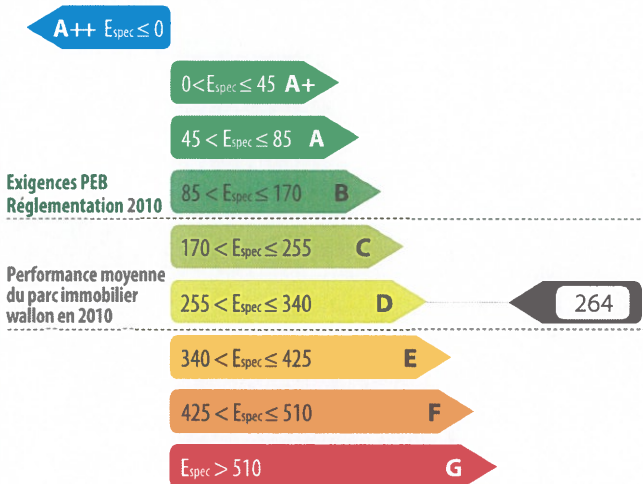 A++ Espec ≤ 0
0 < Espec ≤ 45 A+
45 < Espec ≤ 85 A
Exigences PEB
Réglementation 2010
85 < Espec ≤ 170 B
170 < Espec ≤ 255 C
Performance moyenne
du parc immobilier
wallon en 2010
255 < Espec ≤ 340 D
264
340 < Espec ≤ 425 E
425 < Espec ≤ 510 F
Espec > 510 G